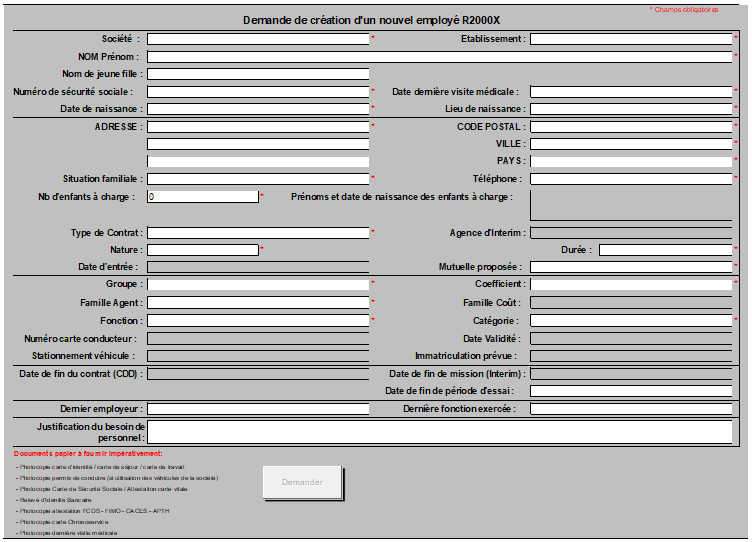 * Champs obligatoires
Demande de création d'un nouvel employé R2000X
Société : * Etablissement : *
NOM Prénom : *
Nom de jeune fille :
Numéro de sécurité sociale : * Date dernière visite médicale : *
Date de naissance : * Lieu de naissance : *
ADRESSE : * CODE POSTAL : *
VILLE : *
PAYS : *
Situation familiale : * Téléphone : *
Nb d'enfants à charge : 0 * Prénoms et date de naissance des enfants à charge :
Type de Contrat : * Agence d'Interim :
Nature : * Durée : *
Date d'entrée : Mutuelle proposée : *
Groupe : * Coefficient : *
Famille Agent : * Famille Coût :
Fonction : * Catégorie : *
Numéro carte conducteur : Date Validité :
Stationnement véhicule : Immatriculation prévue :
Date de fin du contrat (CDD) : Date de fin de mission (Interim) :
Date de fin de période d'essai :
Dernier employeur : Dernière fonction exercée :
Justification du besoin de
personnel :
Documents papier à fournir impérativement:
- Photocopie carte d'identité / carte de séjour / carte de travail
- Photocopie permis de conduire (si utilisation des véhicules de la société)
- Photocopie Carte de Sécurité Sociale / Attestation carte vitale
- Relevé d'Identité Bancaire
- Photocopie attestation FCOS - FIMO - CACES - APTH
- Photocopie carte Chronoservice
- Photocopie dernière visite médicale
Demander